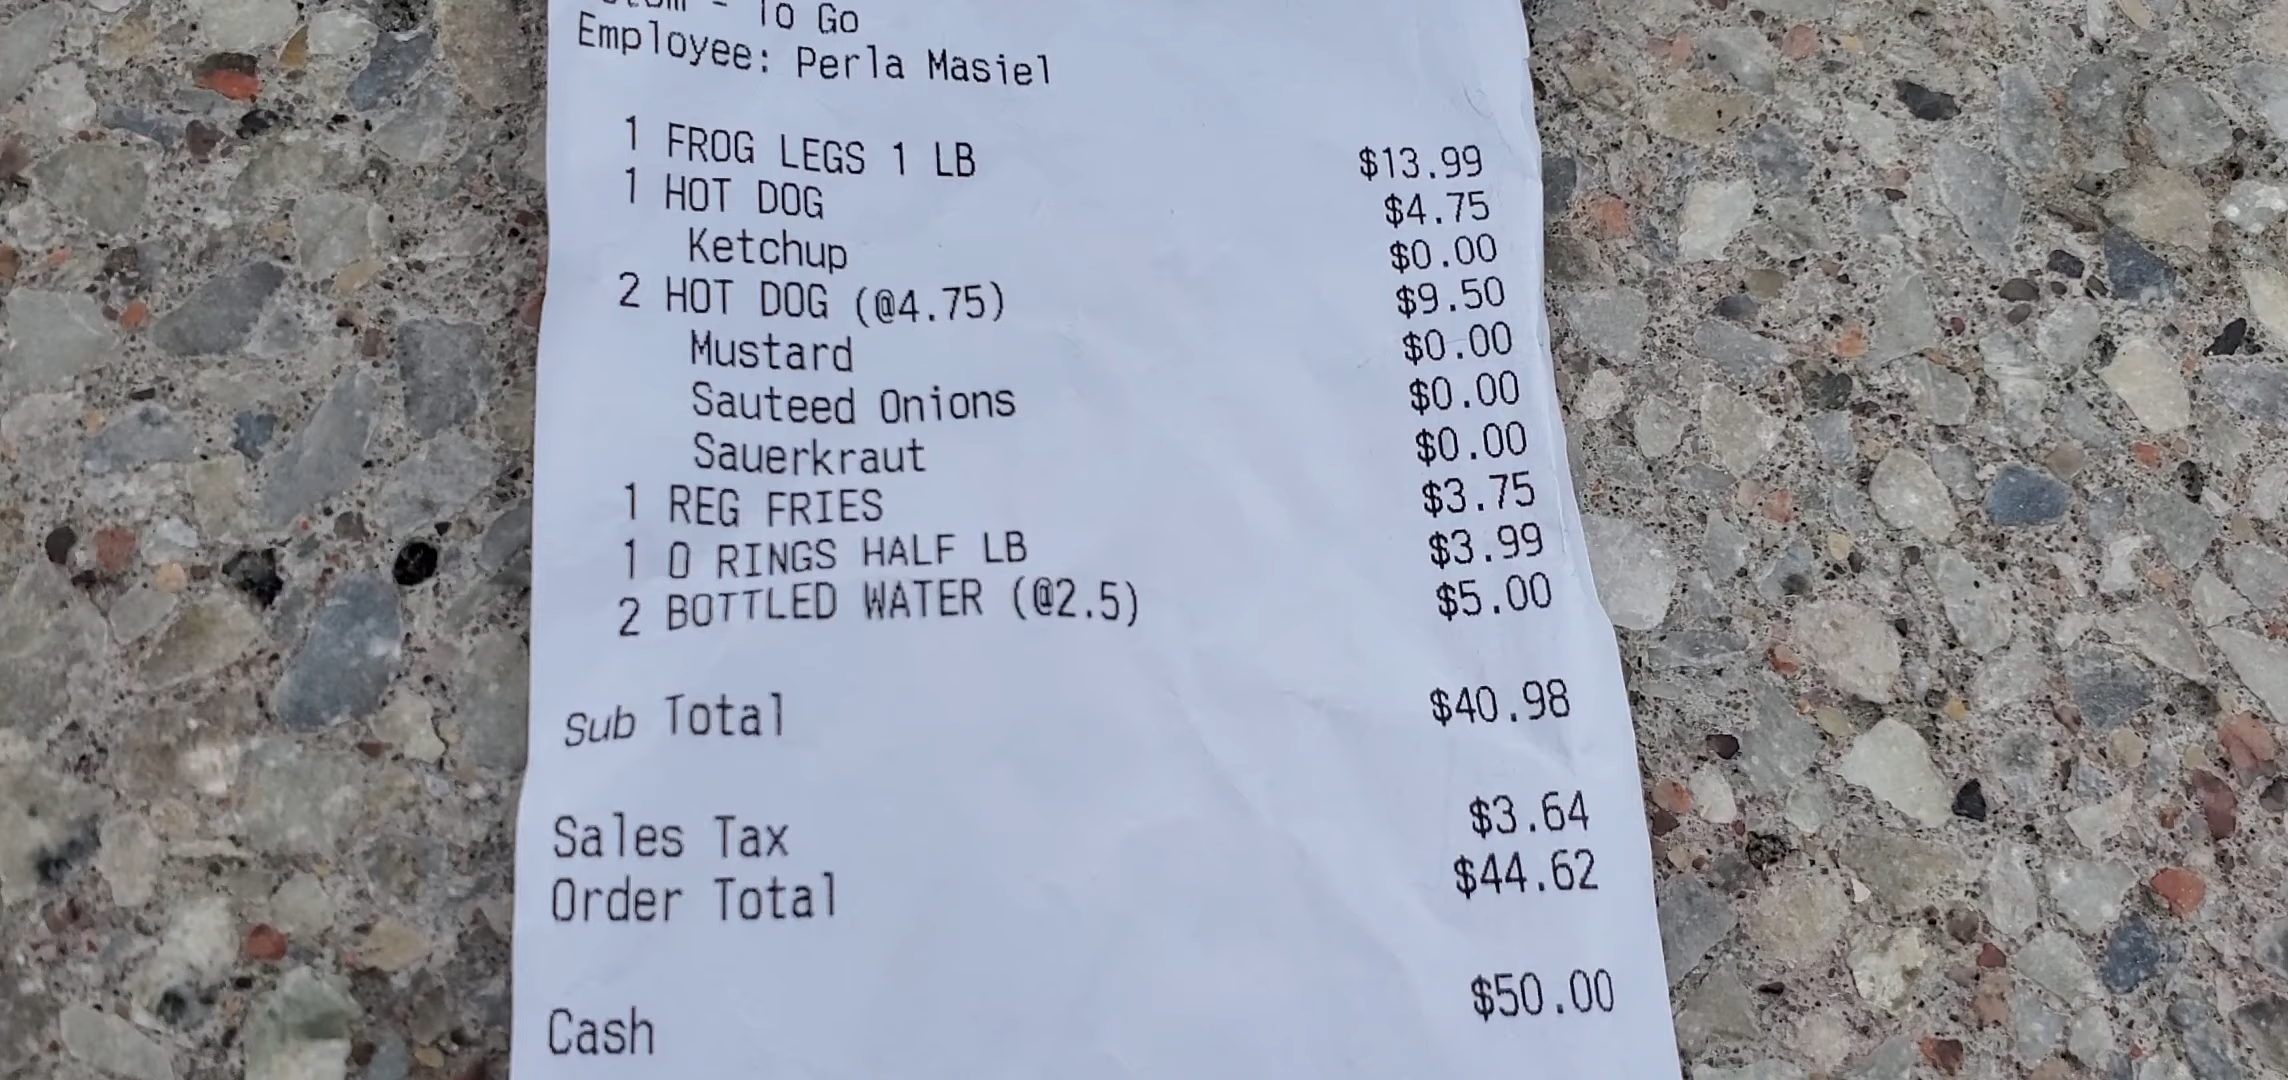 To Go
Employee: Perla Masiel
1 FROG LEGS 1 LB $13.99
1 HOT DOG $4.75
Ketchup $0.00
2 HOT DOG (@4.75) $9.50
Mustard $0.00
Sauteed Onions $0.00
Sauerkraut $0.00
1 REG FRIES $3.75
1 O RINGS HALF LB $3.99
2 BOTTLED WATER (@2.5) $5.00
Sub Total $40.98
Sales Tax $3.64
Order Total $44.62
Cash $50.00